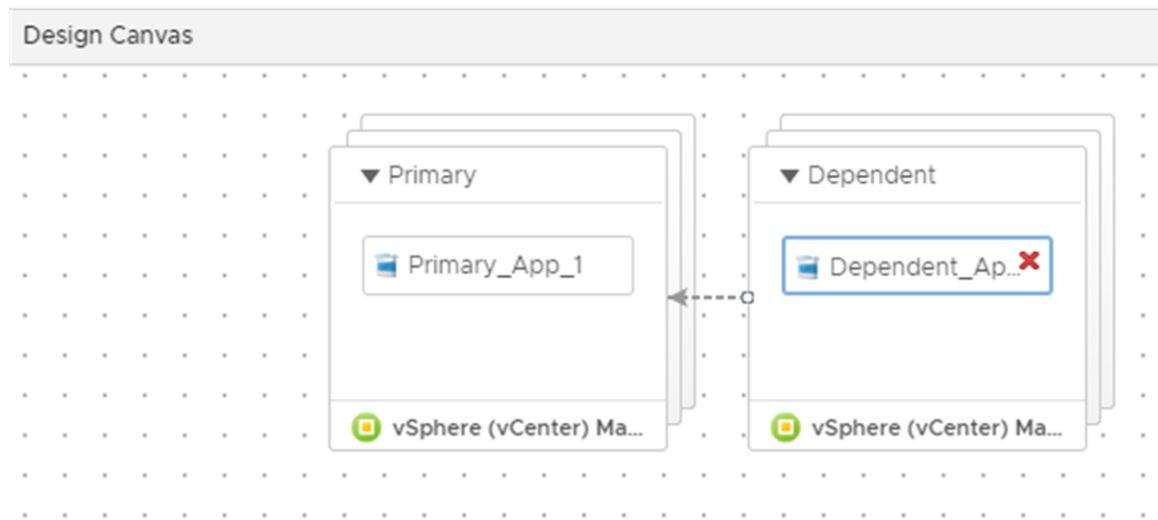 Design Canvas
Primary
Dependent
Primary_App_1
Dependent_Ap...
vSphere (vCenter) Ma...
vSphere (vCenter) Ma...